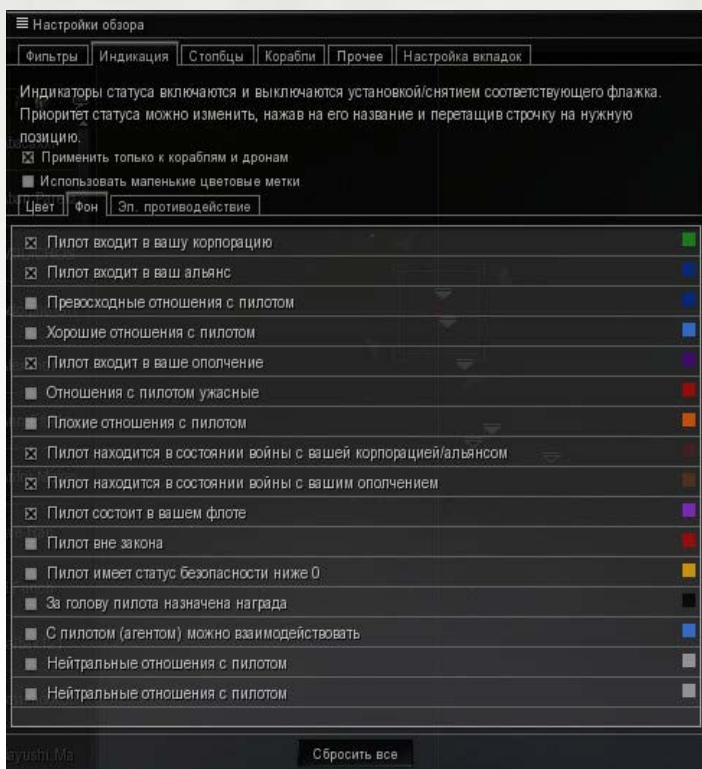 Настройки обзора
Фильтры Индикация Столбцы Корабли Прочее Настройка вкладок
Индикаторы статуса включаются и выключаются установкой/снятием соответствующего флажка.
Приоритет статуса можно изменить, нажав на его название и перетащив строчку на нужную
позицию.
Применить только к кораблям и дронам
Использовать маленькие цветовые метки
Цвет Фон Эл. противодействие
Пилот входит в вашу корпорацию
Пилот входит в ваш альянс
Превосходные отношения с пилотом
Хорошие отношения с пилотом
Пилот входит в ваше ополчение
Отношения с пилотом ужасные
Плохие отношения с пилотом
Пилот находится в состоянии войны с вашей корпорацией/альянсом
Пилот находится в состоянии войны с вашим ополчением
Пилот состоит в вашем флоте
Пилот вне закона
Пилот имеет статус безопасности ниже 0
За голову пилота назначена награда
С пилотом (агентом) можно взаимодействовать
Нейтральные отношения с пилотом
Нейтральные отношения с пилотом
Сбросить все